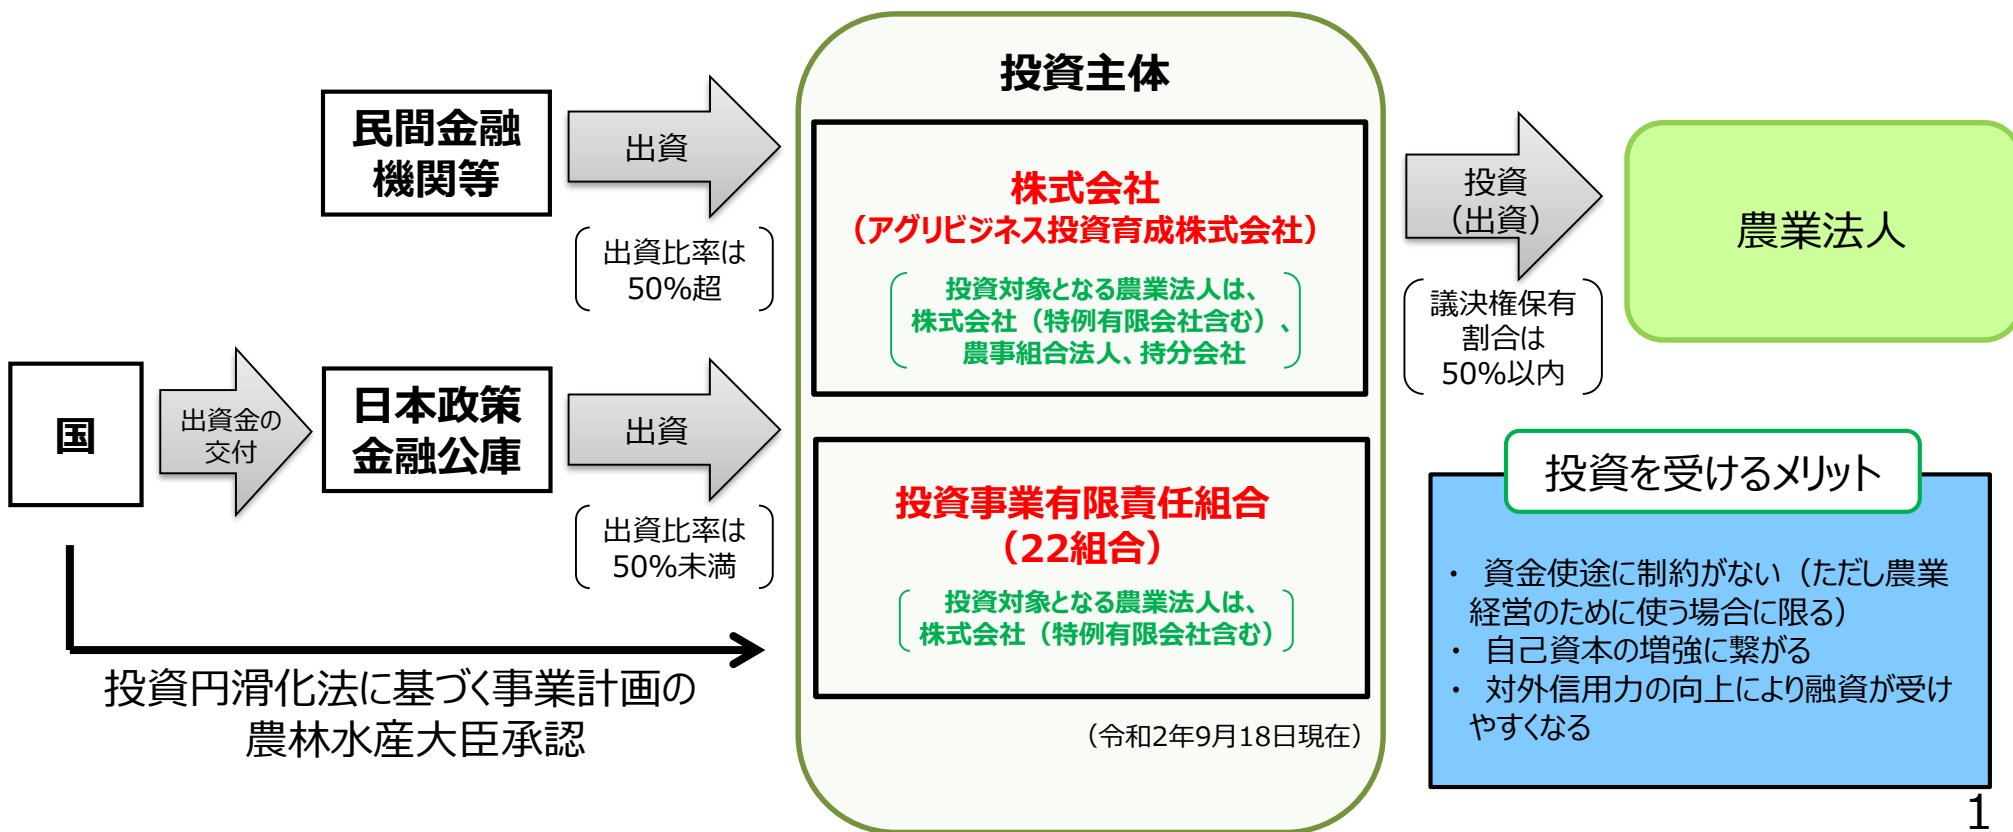 投資主体
民間金融
機関等
出資
出資比率は
50%超
株式会社
（アグリビジネス投資育成株式会社）
投資対象となる農業法人は、
株式会社（特例有限会社含む）、
農事組合法人、持分会社
投資
（出資）
議決権保有
割合は
50%以内
農業法人
国
出資金の
交付
日本政策
金融公庫
出資
出資比率は
50%未満
投資事業有限責任組合
（22組合）
投資対象となる農業法人は、
株式会社（特例有限会社含む）
（令和2年9月18日現在）
投資円滑化法に基づく事業計画の
農林水産大臣承認
投資を受けるメリット
・ 資金使途に制約がない（ただし農業
経営のために使う場合に限る）
・ 自己資本の増強に繋がる
・ 対外信用力の向上により融資が受け
やすくなる
1